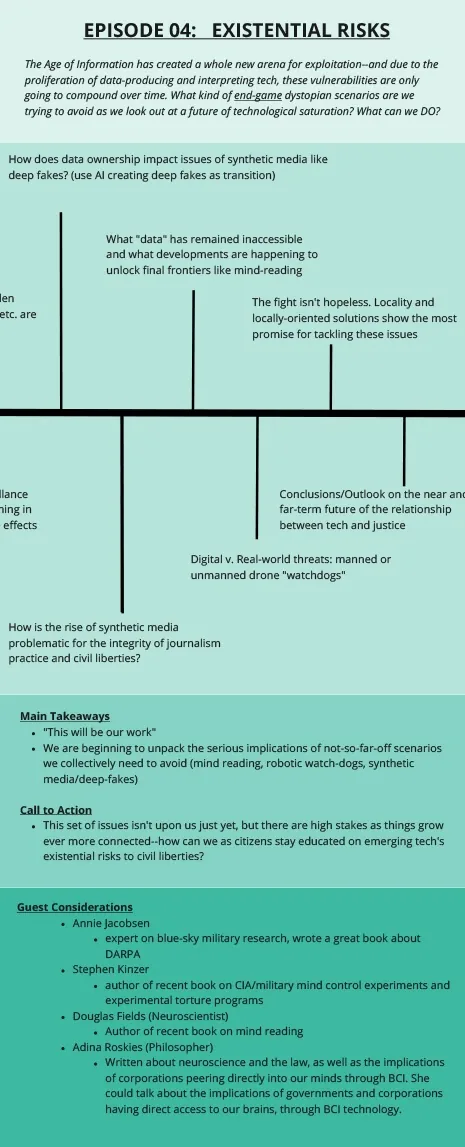 EPISODE 04: EXISTENTIAL RISKS
The Age of Information has created a whole new arena for exploitation--and due to the
proliferation of data-producing and interpreting tech, these vulnerabilities are only
going to compound over time. What kind of end-game dystopian scenarios are we
trying to avoid as we look out at a future of technological saturation? What can we DO?
How does data ownership impact issues of synthetic media like
deep fakes? (use AI creating deep fakes as transition)
What "data" has remained inaccessible
and what developments are happening to
unlock final frontiers like mind-reading
etc. are
The fight isn't hopeless. Locality and
locally-oriented solutions show the most
promise for tackling these issues
effects
Conclusions/Outlook on the near and
far-term future of the relationship
between tech and justice
Digital v. Real-world threats: manned or
unmanned drone "watchdogs"
How is the rise of synthetic media
problematic for the integrity of journalism
practice and civil liberties?
Main Takeaways
• "This will be our work"
• We are beginning to unpack the serious implications of not-so-far-off scenarios
we collectively need to avoid (mind reading, robotic watch-dogs, synthetic
media/deep-fakes)
Call to Action
• This set of issues isn't upon us just yet, but there are high stakes as things grow
ever more connected--how can we as citizens stay educated on emerging tech's
existential risks to civil liberties?
Guest Considerations
• Annie Jacobsen
• expert on blue-sky military research, wrote a great book about
DARPA
• Stephen Kinzer
• author of recent book on CIA/military mind control experiments and
experimental torture programs
• Douglas Fields (Neuroscientist)
• Author of recent book on mind reading
• Adina Roskies (Philosopher)
• Written about neuroscience and the law, as well as the implications
of corporations peering directly into our minds through BCI. She
could talk about the implications of governments and corporations
having direct access to our brains, through BCI technology.